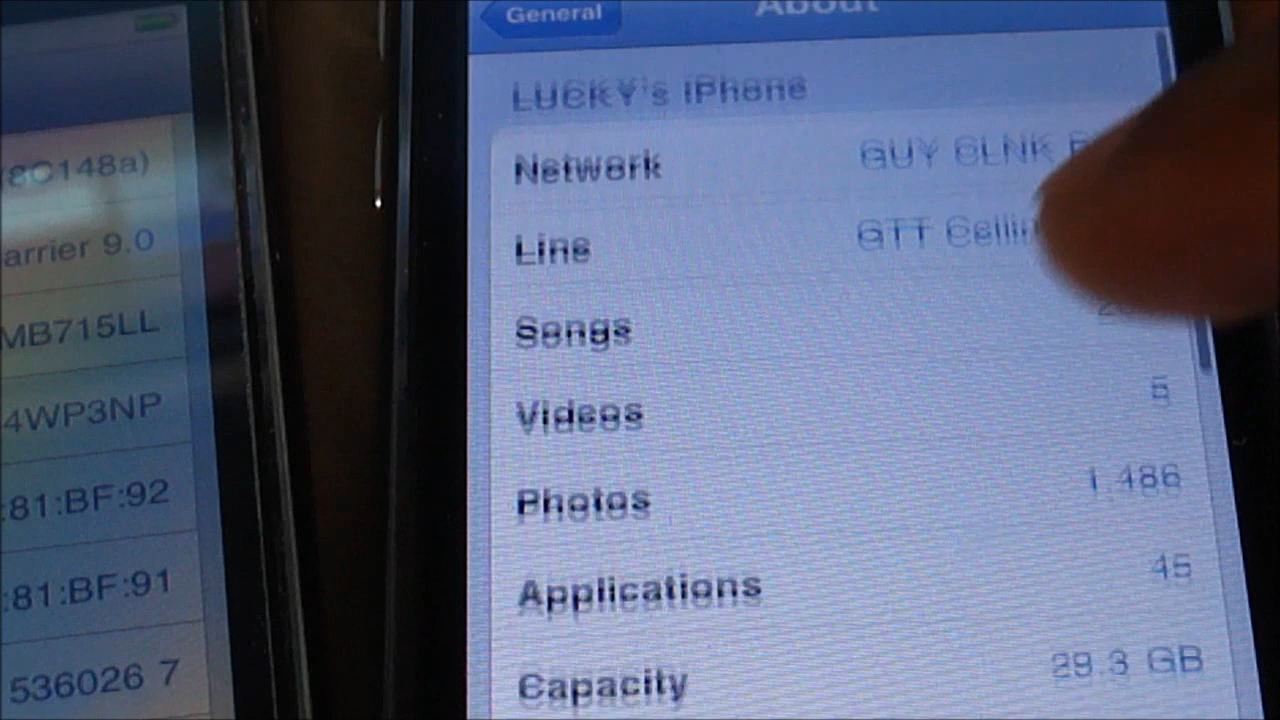 8C148a)
arrier 9.0
MB715LL
4WP3NP
:81:BF:92
:81:BF:91
536026 7
General
About
LUCKY's iPhone
Network GUY CLNK
Line GTT
Songs
Videos 5
Photos 1,486
Applications 45
Capacity 29.3 GB